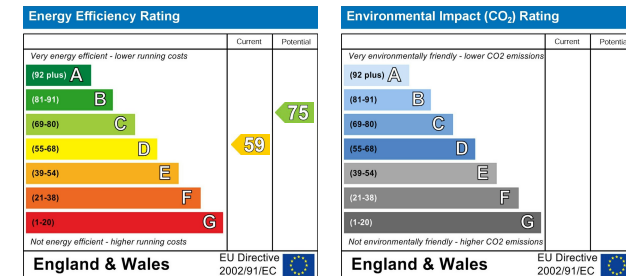 Energy Efficiency Rating
Current Potential
Very energy efficient - lower running costs
(92 plus) A
(81-91) B
(69-80) C
(55-68) D
(39-54) E
(21-38) F
(1-20) G
59
75
Not energy efficient - higher running costs
England & Wales
EU Directive
2002/91/EC
Environmental Impact (CO2) Rating
Current Potential
Very environmentally friendly - lower CO2 emissions
(92 plus) A
(81-91) B
(69-80) C
(55-68) D
(39-54) E
(21-38) F
(1-20) G
Not environmentally friendly - higher CO2 emissions
England & Wales
EU Directive
2002/91/EC